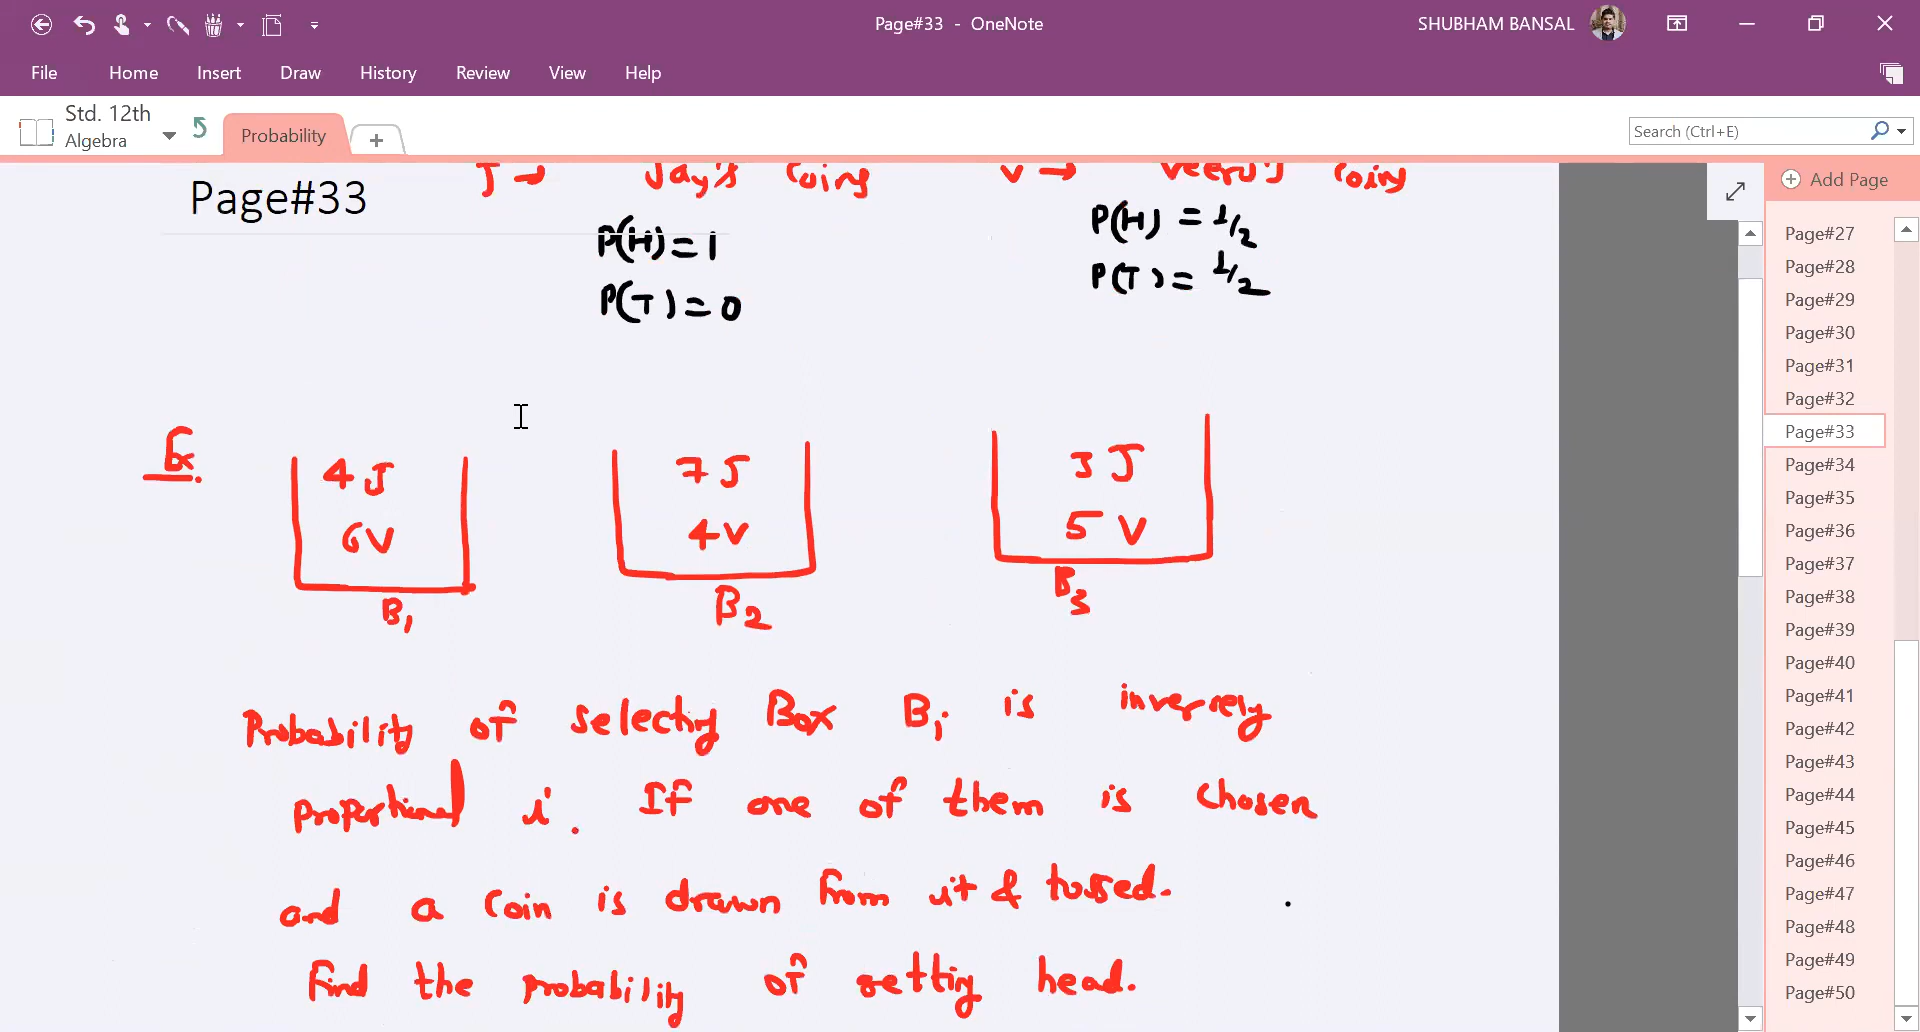 Page#33 - OneNote
SHUBHAM BANSAL
File Home Insert Draw History Review View Help
Std. 12th
Algebra
Probability
+
Search (Ctrl+E)
Add Page
J → Jay's Coins V → Veeru's Coins
Page#33
P(H) = 1
P(T) = 0
P(H) = 1/2
P(T) = 1/2
Ex.
4 J
6V
B1
7 J
4V
B2
3 J
5 V
B3
Probability of selecting Box Bi is inversely
proportional i. If one of them is chosen
and a coin is drawn from it & tossed.
Find the probability of getting head.
Page#27
Page#28
Page#29
Page#30
Page#31
Page#32
Page#33
Page#34
Page#35
Page#36
Page#37
Page#38
Page#39
Page#40
Page#41
Page#42
Page#43
Page#44
Page#45
Page#46
Page#47
Page#48
Page#49
Page#50